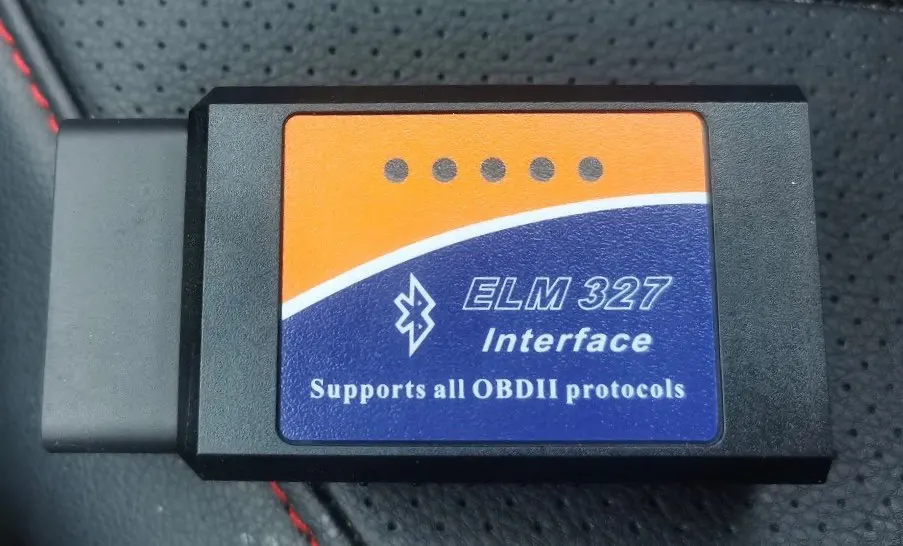 ELM 327
Interface
Supports all OBDII protocols